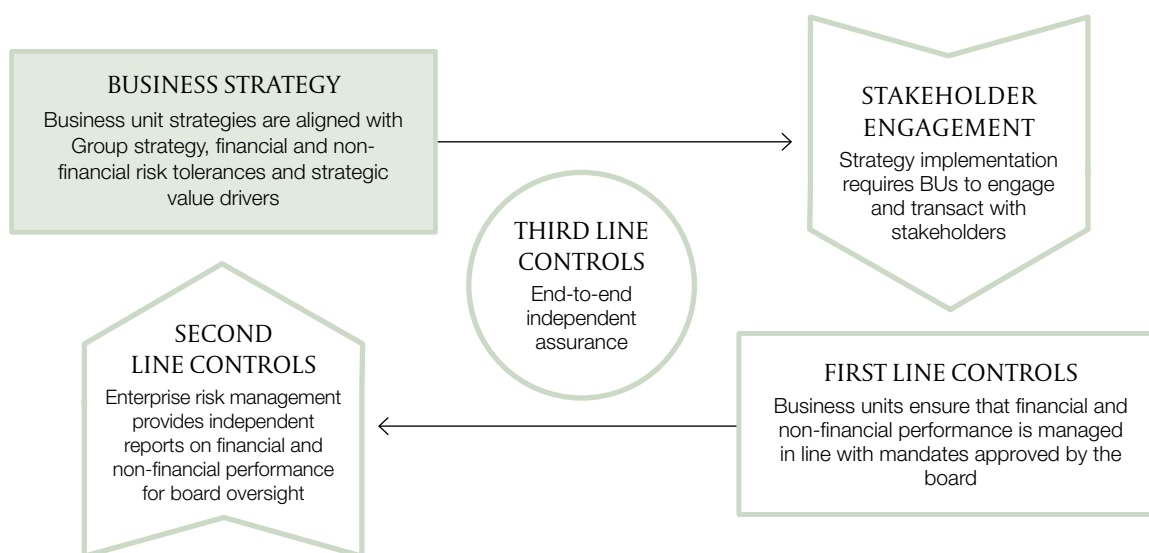 BUSINESS STRATEGY
Business unit strategies are aligned with
Group strategy, financial and non-
financial risk tolerances and strategic
value drivers
STAKEHOLDER
ENGAGEMENT
Strategy implementation
requires BUs to engage
and transact with
stakeholders
THIRD LINE
CONTROLS
End-to-end
independent
assurance
SECOND
LINE CONTROLS
Enterprise risk management
provides independent
reports on financial and
non-financial performance
for board oversight
FIRST LINE CONTROLS
Business units ensure that financial and
non-financial performance is managed
in line with mandates approved by the
board